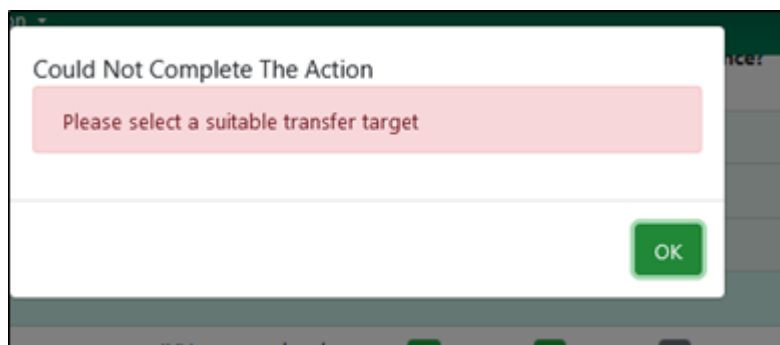 Could Not Complete The Action
Please select a suitable transfer target
OK